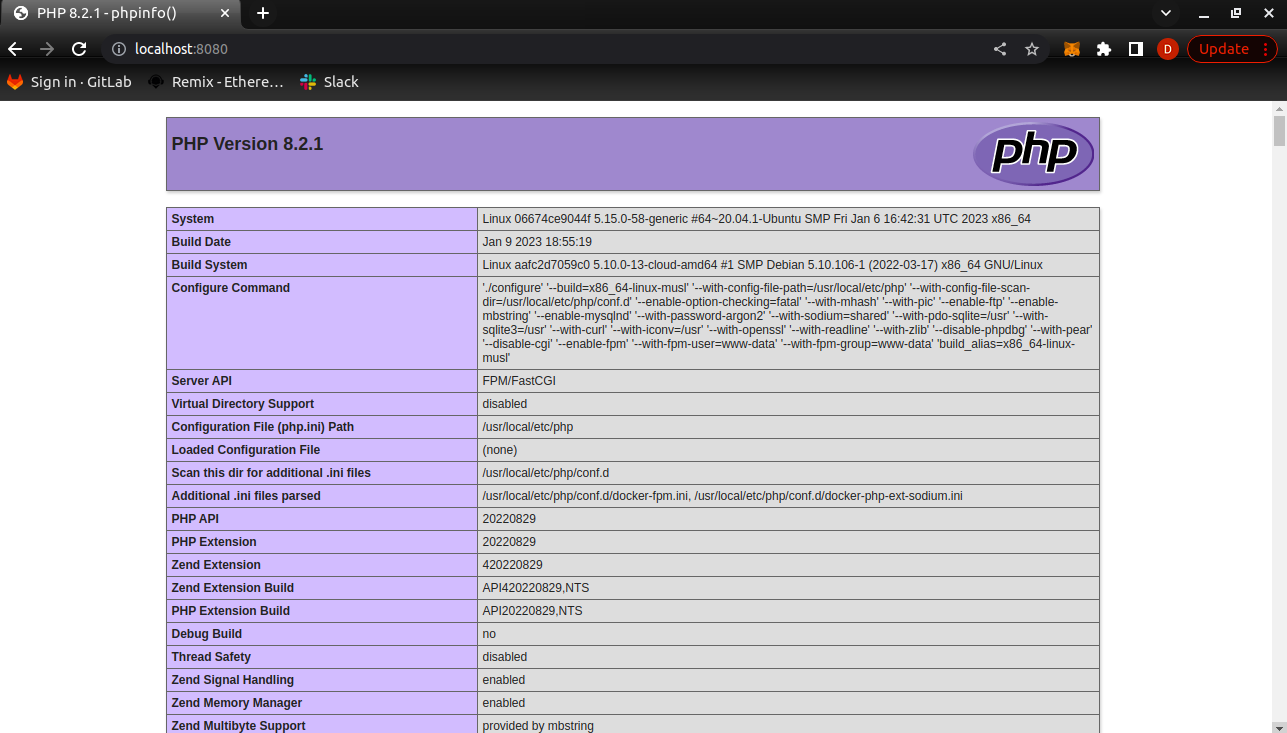 PHP 8.2.1 - phpinfo()
localhost:8080
D
Update
Sign in · GitLab
Remix - Ethere…
Slack
PHP Version 8.2.1
php
System Linux 06674ce9044f 5.15.0-58-generic #64~20.04.1-Ubuntu SMP Fri Jan 6 16:42:31 UTC 2023 x86_64
Build Date Jan 9 2023 18:55:19
Build System Linux aafc2d7059c0 5.10.0-13-cloud-amd64 #1 SMP Debian 5.10.106-1 (2022-03-17) x86_64 GNU/Linux
Configure Command './configure' '--build=x86_64-linux-musl' '--with-config-file-path=/usr/local/etc/php' '--with-config-file-scan-
dir=/usr/local/etc/php/conf.d' '--enable-option-checking=fatal' '--with-mhash' '--with-pic' '--enable-ftp' '--enable-
mbstring' '--enable-mysqlnd' '--with-password-argon2' '--with-sodium=shared' '--with-pdo-sqlite=/usr' '--with-
sqlite3=/usr' '--with-curl' '--with-iconv=/usr' '--with-openssl' '--with-readline' '--with-zlib' '--disable-phpdbg' '--with-pear'
'--disable-cgi' '--enable-fpm' '--with-fpm-user=www-data' '--with-fpm-group=www-data' 'build_alias=x86_64-linux-
musl'
Server API FPM/FastCGI
Virtual Directory Support disabled
Configuration File (php.ini) Path /usr/local/etc/php
Loaded Configuration File (none)
Scan this dir for additional .ini files /usr/local/etc/php/conf.d
Additional .ini files parsed /usr/local/etc/php/conf.d/docker-fpm.ini, /usr/local/etc/php/conf.d/docker-php-ext-sodium.ini
PHP API 20220829
PHP Extension 20220829
Zend Extension 420220829
Zend Extension Build API420220829,NTS
PHP Extension Build API20220829,NTS
Debug Build no
Thread Safety disabled
Zend Signal Handling enabled
Zend Memory Manager enabled
Zend Multibyte Support provided by mbstring